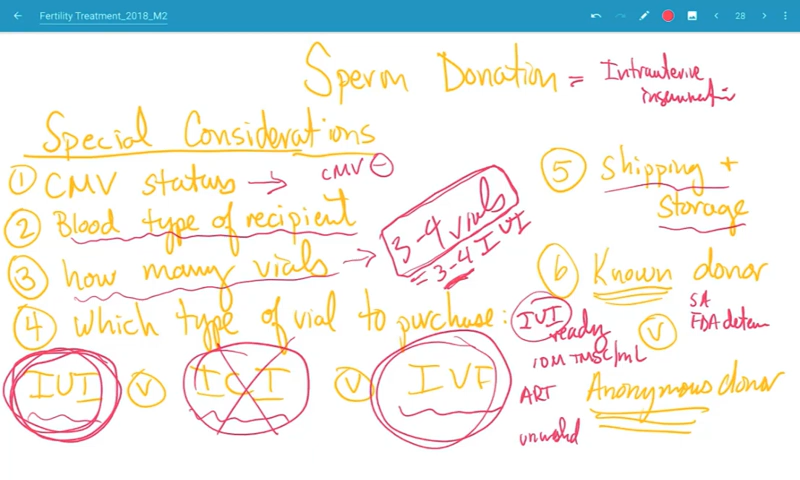 Fertility Treatment_2018_M2
28
Sperm Donation = Intrauterine
insemination
Special Considerations
① CMV status → CMV ⊖
② Blood type of recipient
③ how many vials → 3-4 vials
= 3-4 IUI
④ Which type of vial to purchase:
IUI V ICI V IVF
IUI
ready
10M TMSC/mL
ART
unwashed
⑤ Shipping +
Storage
⑥ Known donor
SA
FDA
V
Anonymous donor